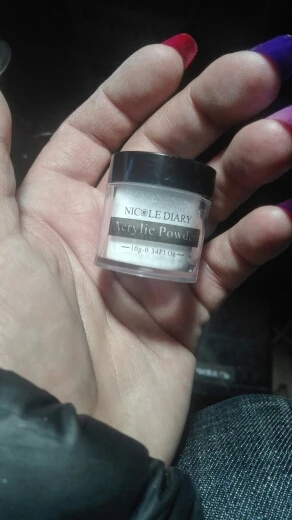 NICOLE DIARY
Acrylic Powder
10g-0.34Fl.Oz